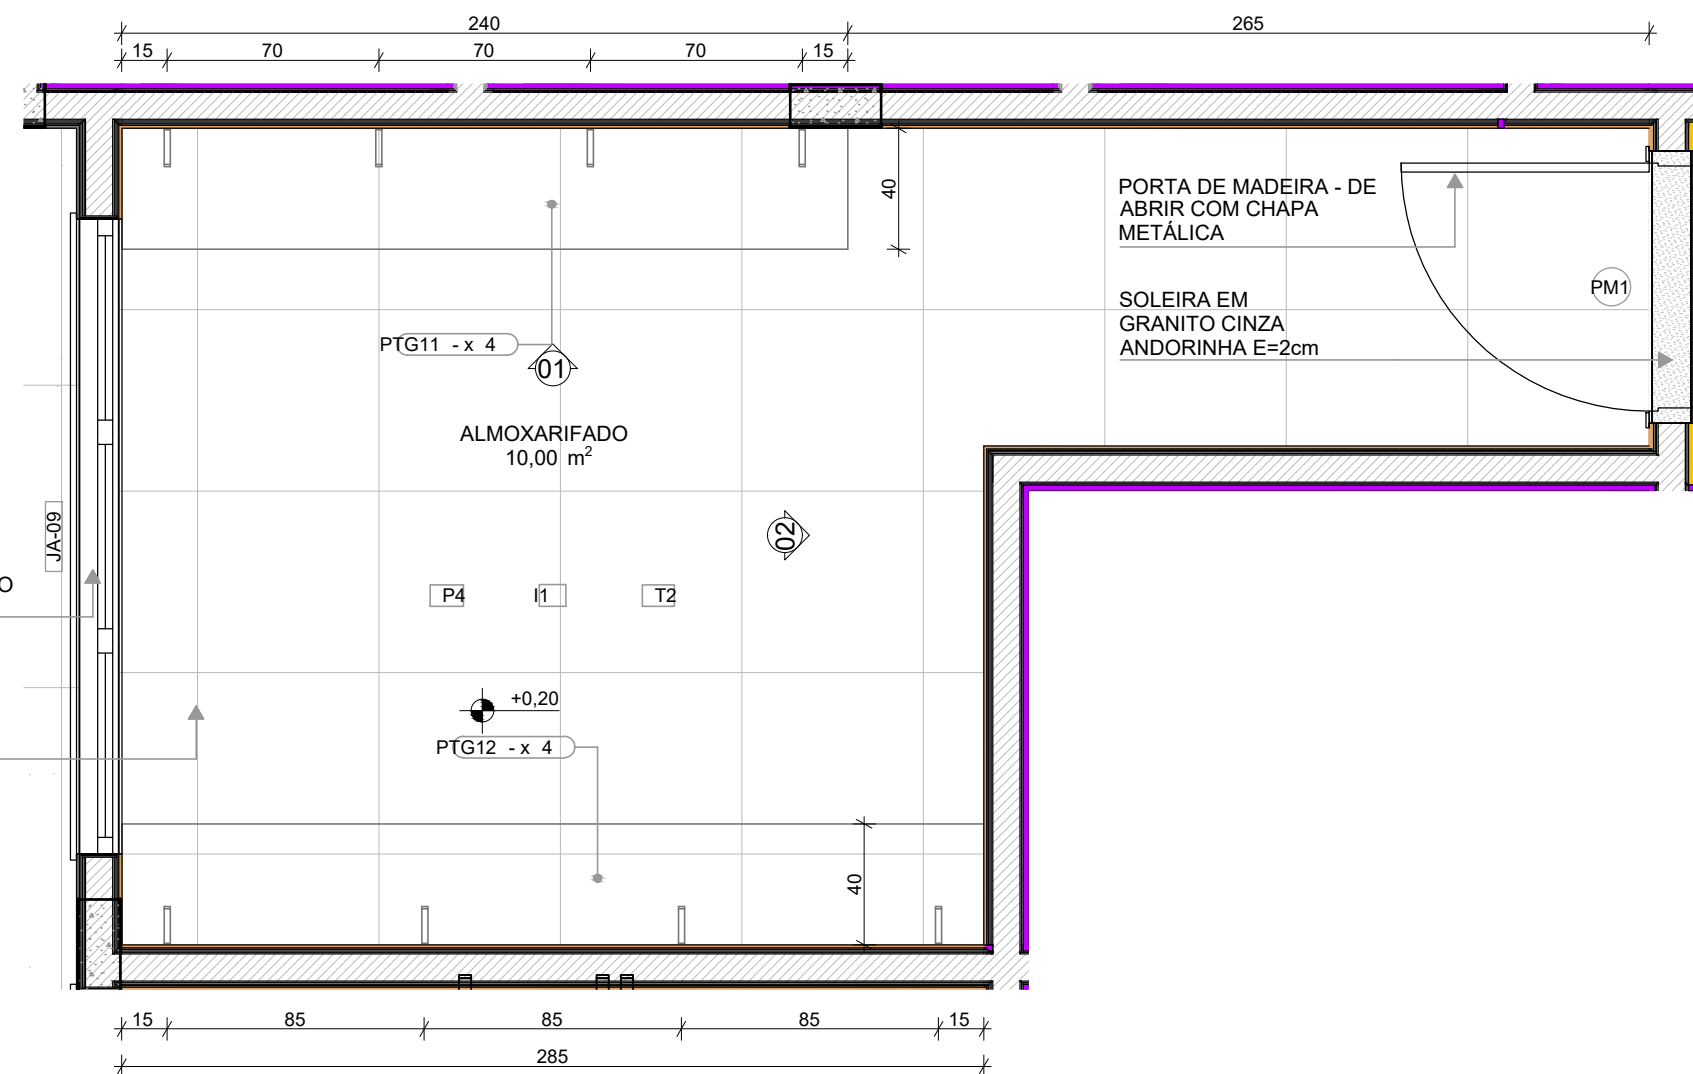 240
265
15
70
70
70
15
40
PORTA DE MADEIRA - DE
ABRIR COM CHAPA
METÁLICA
PM1
SOLEIRA EM
GRANITO CINZA
ANDORINHA E=2cm
PTG11 - x 4
01
ALMOXARIFADO
10,00 m²
JA-09
02
O
P4
I1
T2
+0,20
PTG12 - x 4
40
15
85
85
85
15
285